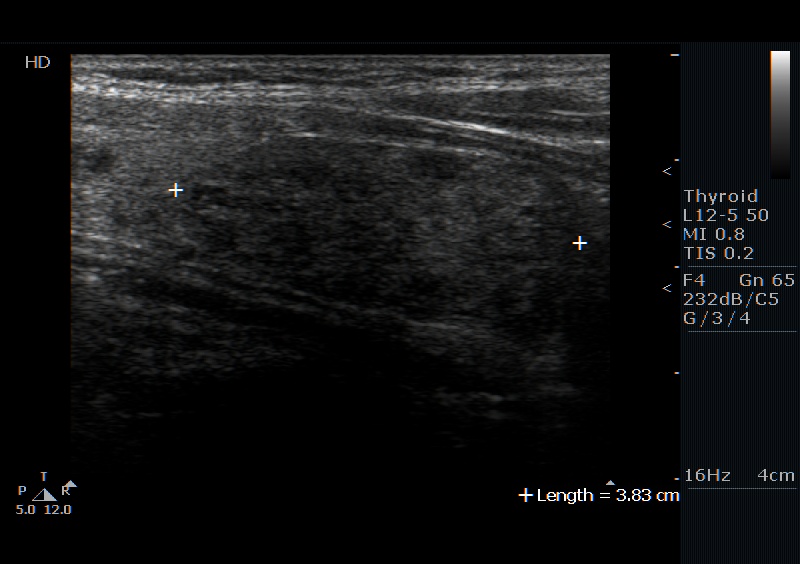 HD
Thyroid
L12-5 50
MI 0.8
TIS 0.2
F4 Gn 65
232dB/C5
G/3/4
16Hz 4cm
T
P R
5.0 12.0
+ Length = 3.83 cm